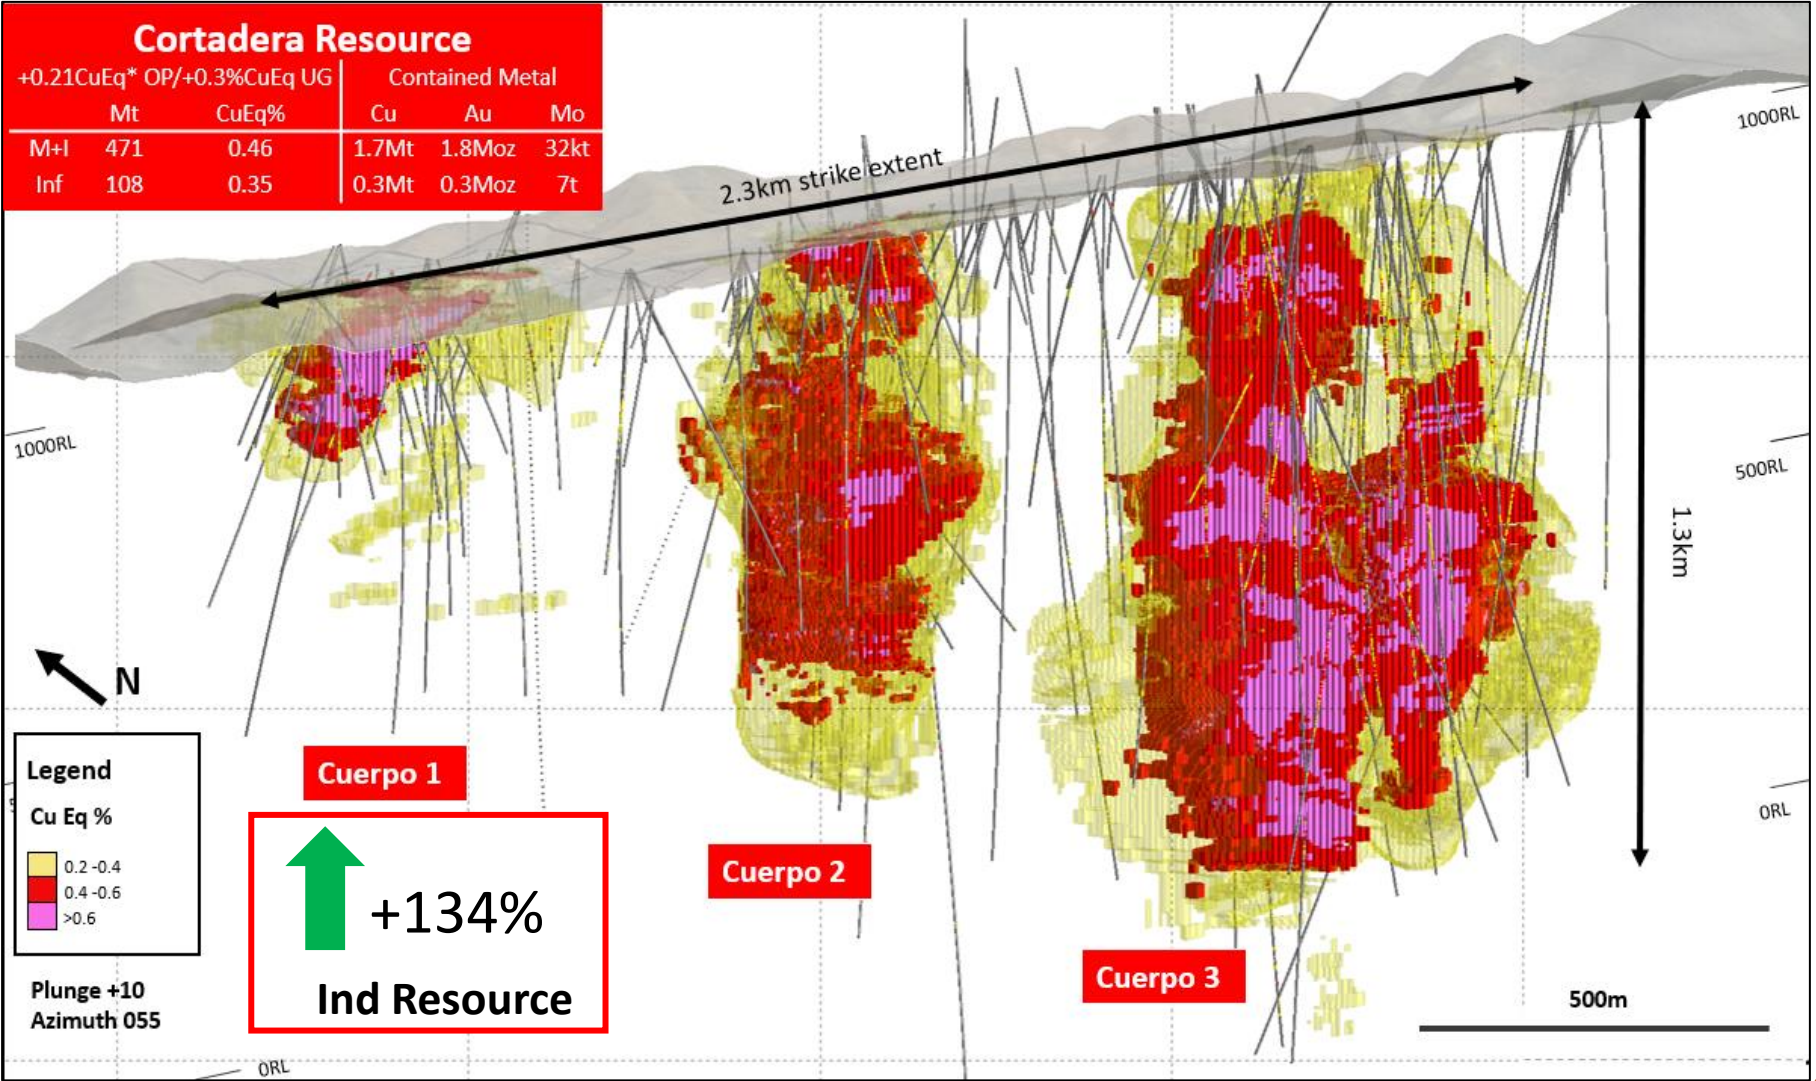 Cortadera Resource
+0.21CuEq* OP/+0.3%CuEq UG Contained Metal
Mt CuEq% Cu Au Mo
M+I 471 0.46 1.7Mt 1.8Moz 32kt
Inf 108 0.35 0.3Mt 0.3Moz 7t
2.3km strike extent
1000RL
1000RL
500RL
1.3km
N
0RL
Legend
Cu Eq %
0.2 -0.4
0.4 -0.6
>0.6
Plunge +10
Azimuth 055
Cuerpo 1
+134%
Ind Resource
Cuerpo 2
Cuerpo 3
500m
0RL